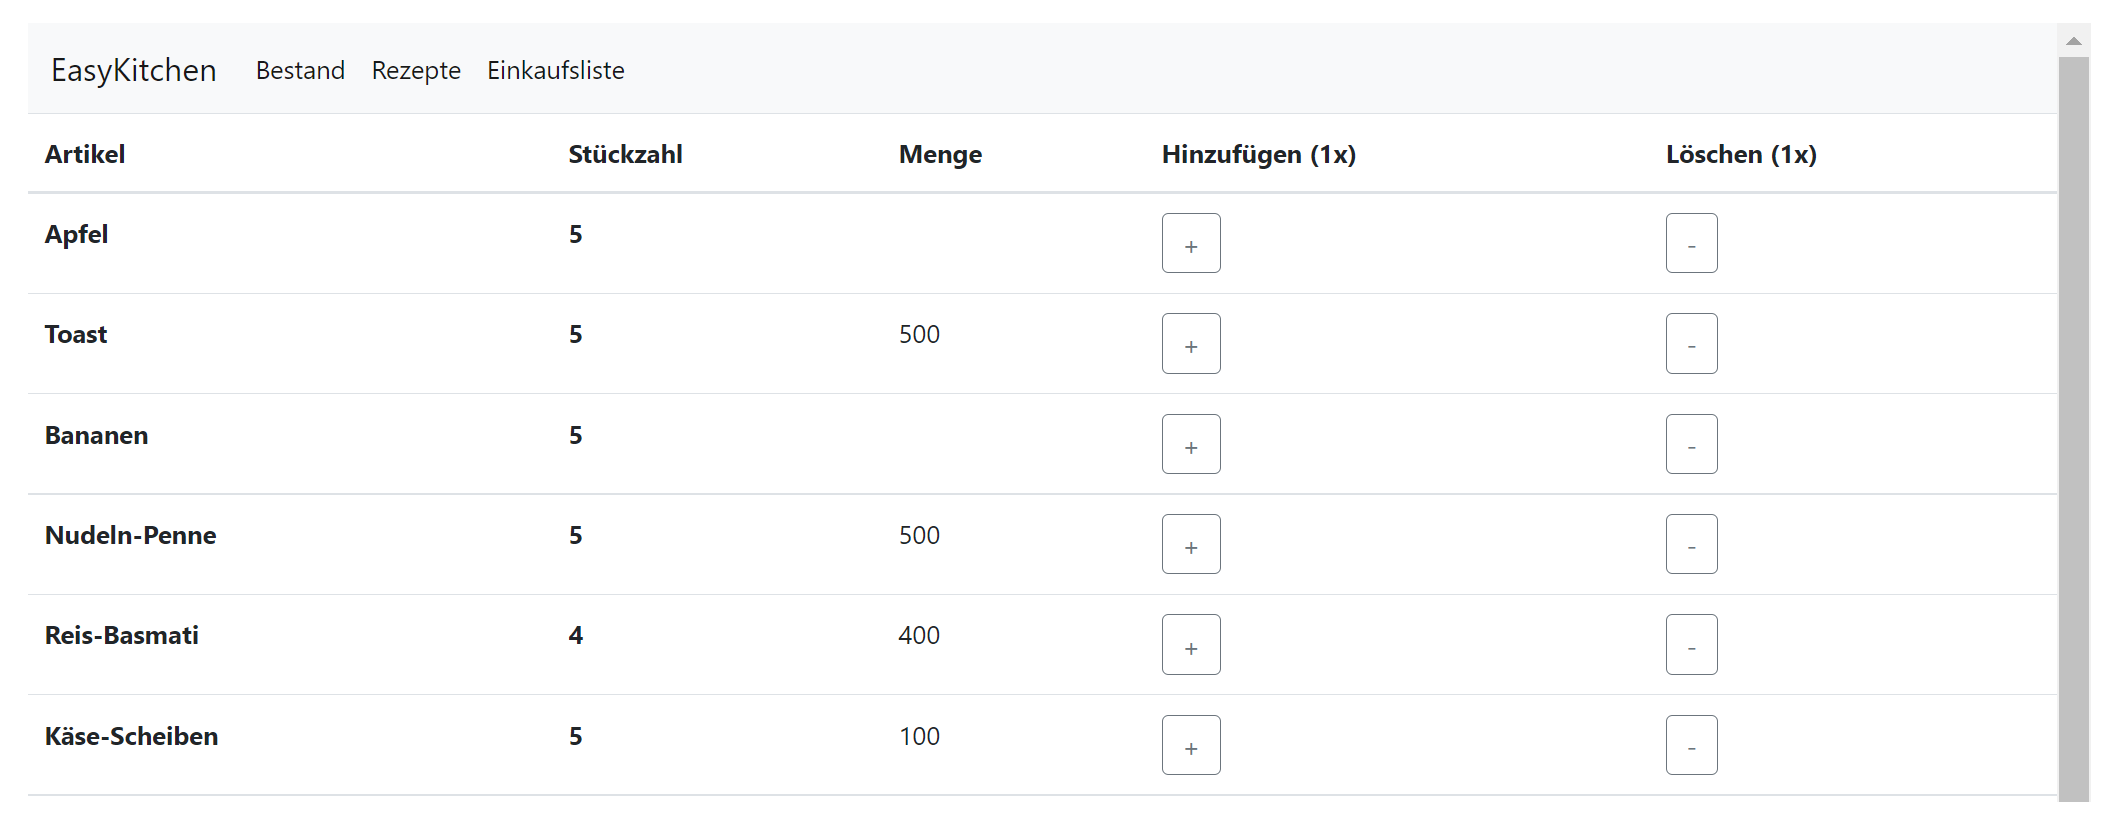 EasyKitchen Bestand Rezepte Einkaufsliste
Artikel Stückzahl Menge Hinzufügen (1x) Löschen (1x)
Apfel 5 + -
Toast 5 500 + -
Bananen 5 + -
Nudeln-Penne 5 500 + -
Reis-Basmati 4 400 + -
Käse-Scheiben 5 100 + -